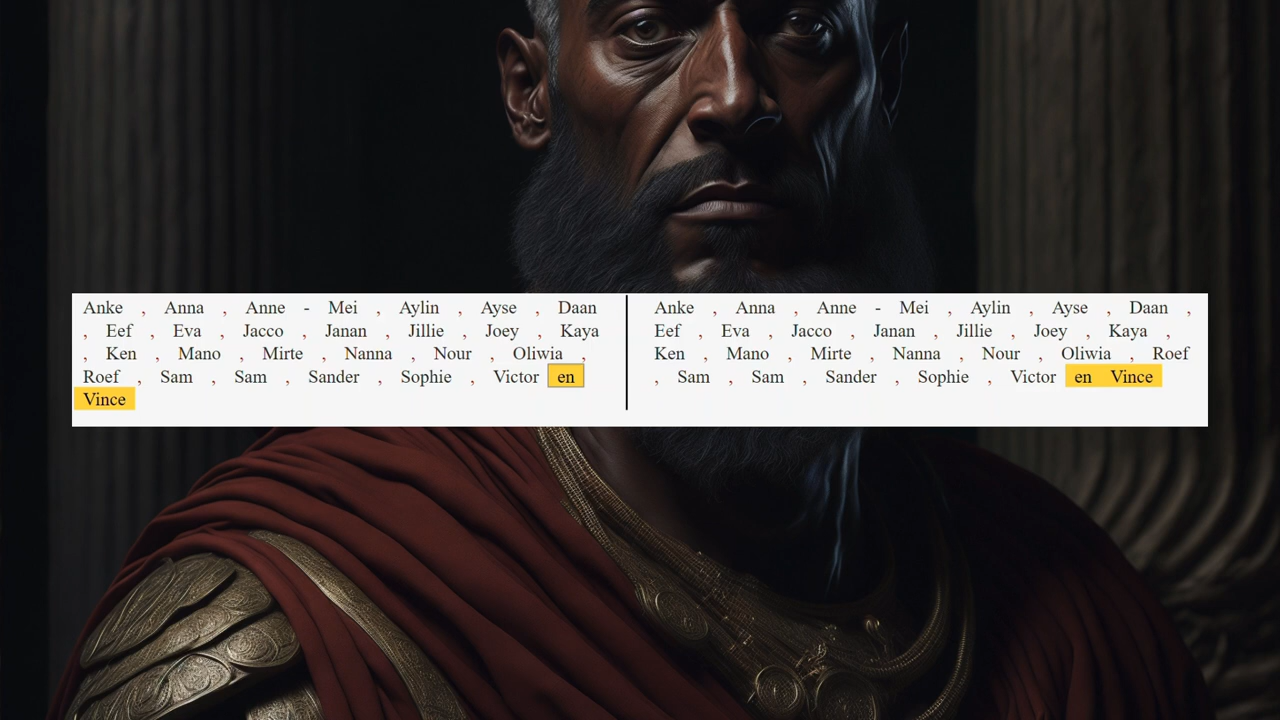 Anke , Anna , Anne - Mei , Aylin , Ayse , Daan
, Eef , Eva , Jacco , Janan , Jillie , Joey , Kaya
, Ken , Mano , Mirte , Nanna , Nour , Oliwia ,
Roef , Sam , Sam , Sander , Sophie , Victor en
Vince
Anke , Anna , Anne - Mei , Aylin , Ayse , Daan ,
Eef , Eva , Jacco , Janan , Jillie , Joey , Kaya ,
Ken , Mano , Mirte , Nanna , Nour , Oliwia , Roef
, Sam , Sam , Sander , Sophie , Victor en Vince